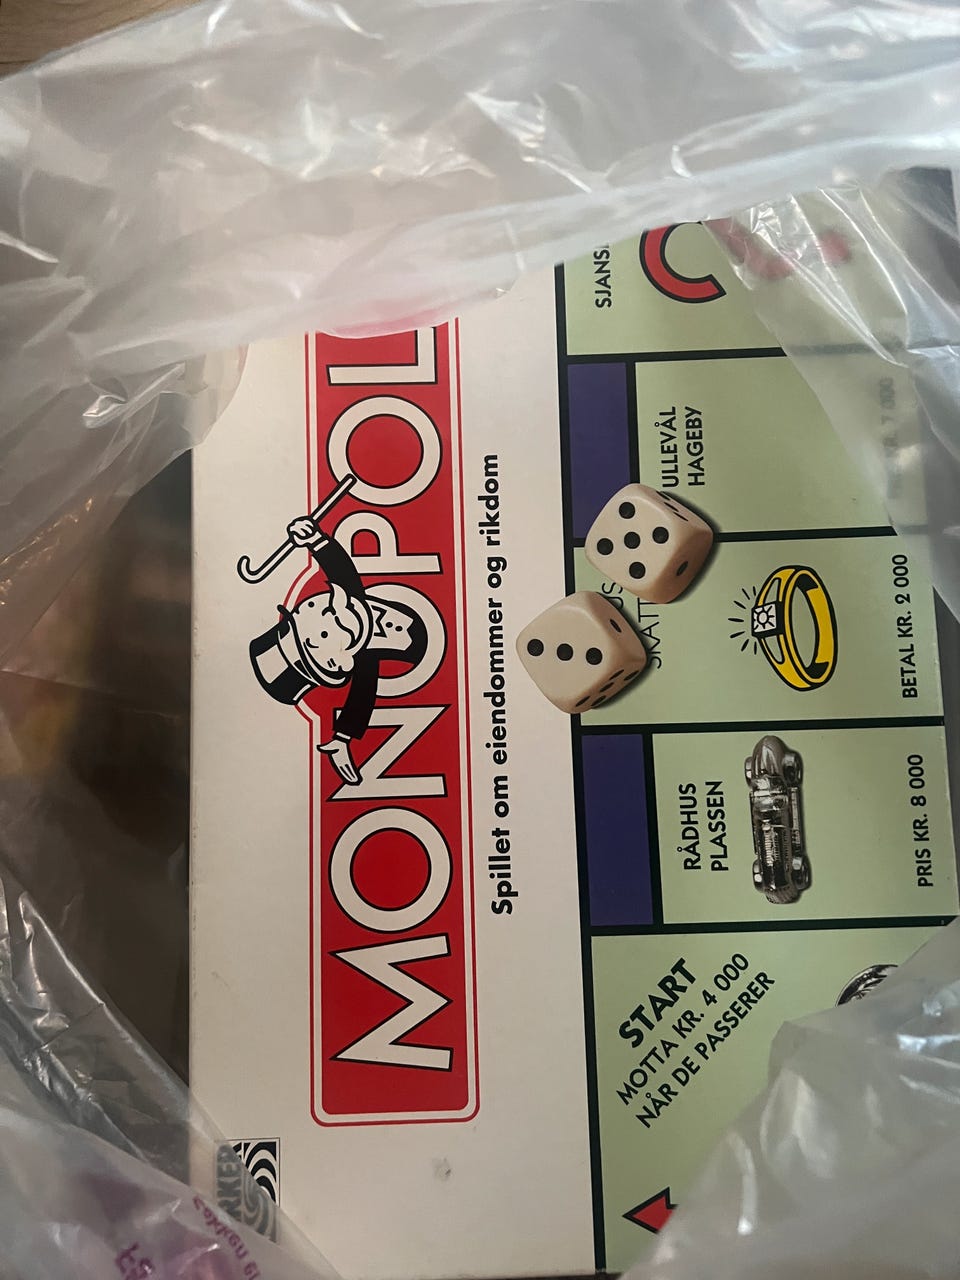 MONOPOL
Spillet om eiendommer og rikdom
SJANS
ULLEVÅL
HAGEBY
BETAL KR. 2 000
RÅDHUS
PLASSEN
PRIS KR. 8 000
START
MOTTA KR. 4 000
NÅR DE PASSERER